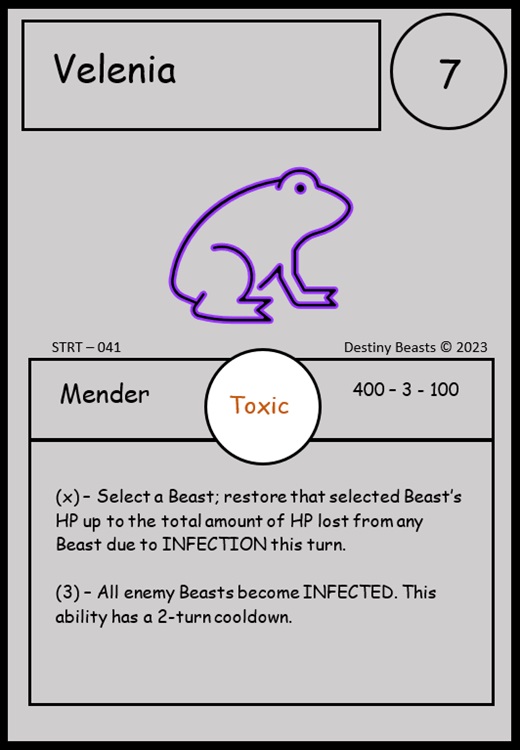 Velenia
7
STRT – 041
Destiny Beasts © 2023
Mender
Toxic
400 – 3 - 100
(x) – Select a Beast; restore that selected Beast's
HP up to the total amount of HP lost from any
Beast due to INFECTION this turn.
(3) – All enemy Beasts become INFECTED. This
ability has a 2-turn cooldown.